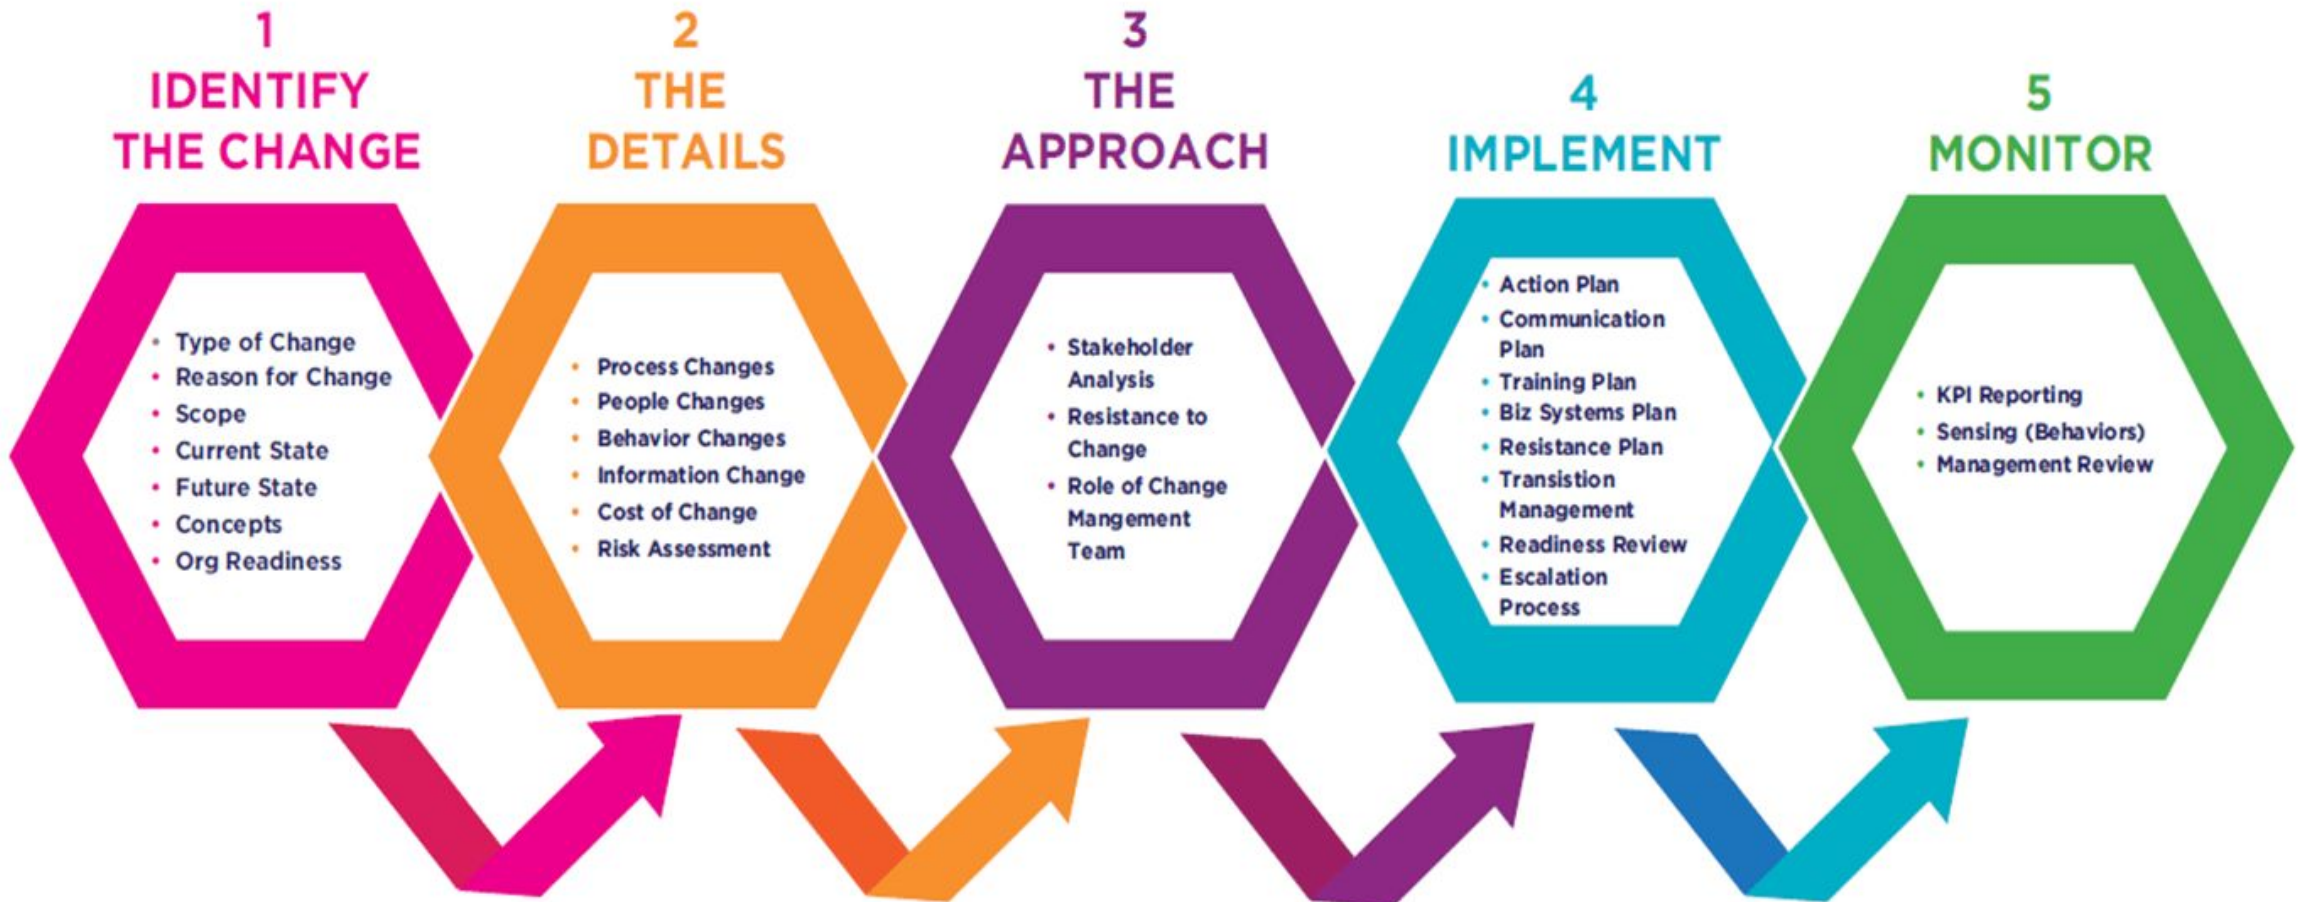 1
IDENTIFY
THE CHANGE
• Type of Change
• Reason for Change
• Scope
• Current State
• Future State
• Concepts
• Org Readiness
2
THE
DETAILS
• Process Changes
• People Changes
• Behavior Changes
• Information Change
• Cost of Change
• Risk Assessment
3
THE
APPROACH
• Stakeholder
Analysis
• Resistance to
Change
• Role of Change
Mangement
Team
4
IMPLEMENT
• Action Plan
• Communication
Plan
• Training Plan
• Biz Systems Plan
• Resistance Plan
• Transistion
Management
• Readiness Review
• Escalation
Process
5
MONITOR
• KPI Reporting
• Sensing (Behaviors)
• Management Review